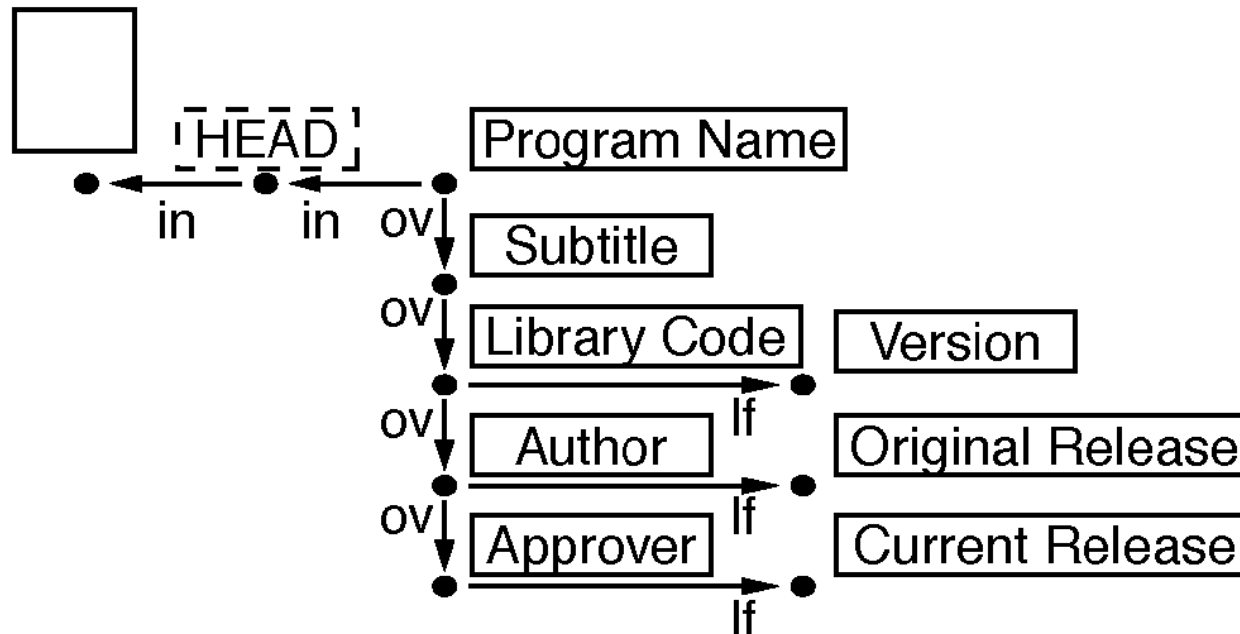 HEAD Program Name
in in ov
Subtitle
ov
Library Code Version
ov lf
Author Original Release
ov lf
Approver Current Release
lf